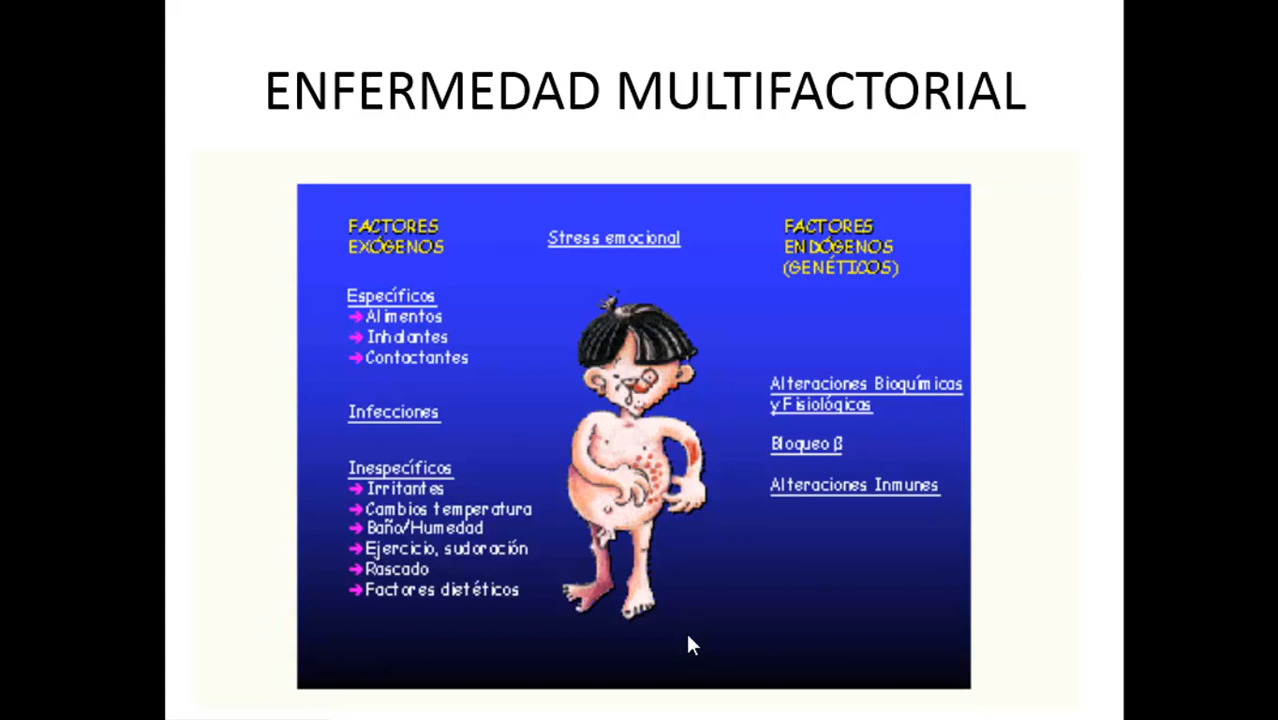 ENFERMEDAD MULTIFACTORIAL
FACTORES
EXÓGENOS
Específicos
Alimentos
Inhalantes
Contactantes
Infecciones
Inespecíficos
Irritantes
Cambios temperatura
Baño/Humedad
Ejercicio, sudoración
Rascado
Factores dietéticos
Stress emocional
FACTORES
ENDÓGENOS
(GENÉTICOS)
Alteraciones Bioquímicas
y Fisiológicas
Bloqueo β
Alteraciones Inmunes